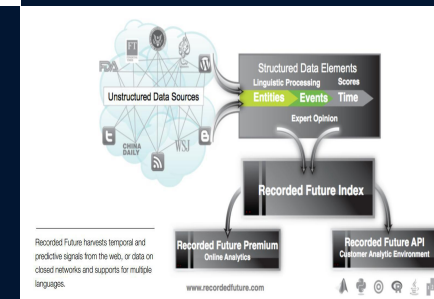 FT
FDA
Unstructured Data Sources
CHINA
DAILY
WSJ
Structured Data Elements
Linguistic Processing
Scores
Entities
Events
Time
Expert Opinion
Recorded Future Index
Recorded Future Premium
Online Analytics
Recorded Future API
Customer Analytic Environment
Recorded Future harvests temporal and
predictive signals from the web, or data on
closed networks and supports for multiple
languages.
www.recordedfuture.com